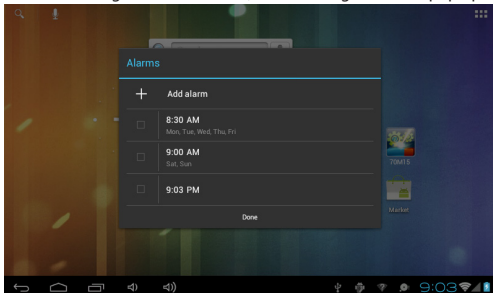 Alarms
Add alarm
8:30 AM
Mon, Tue, Wed, Thu, Fri
9:00 AM
Sat, Sun
9:03 PM
Done
Market
9:03